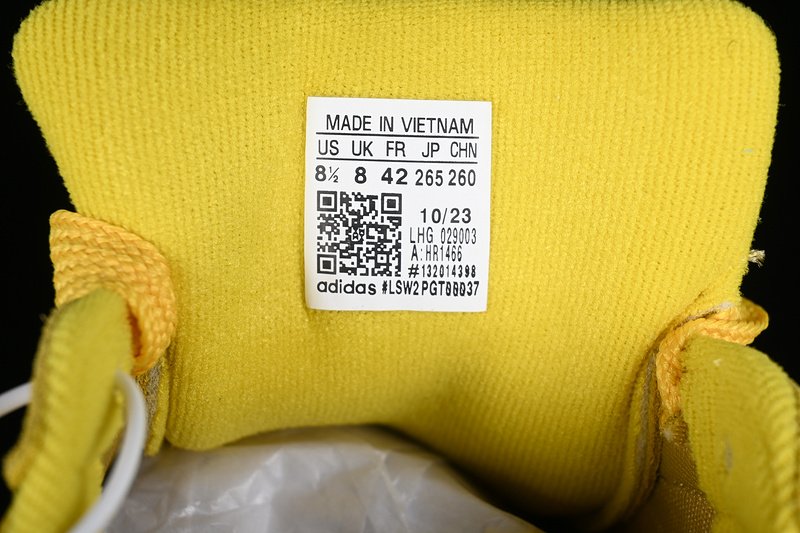 MADE IN VIETNAM
US UK FR JP CHN
8½ 8 42 265 260
10/23
LHG 029003
A:HR1466
#132014398
adidas #LSW2PGT00037